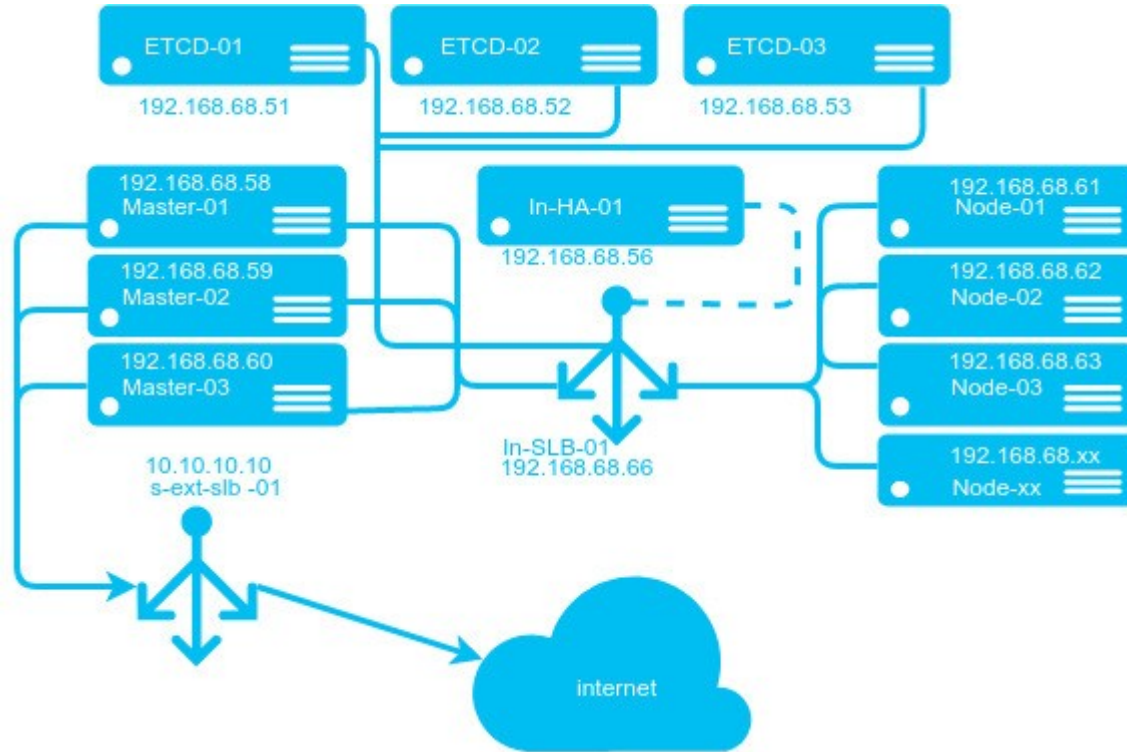 ETCD-01
ETCD-02
ETCD-03
192.168.68.51
192.168.68.52
192.168.68.53
192.168.68.58
Master-01
192.168.68.59
Master-02
192.168.68.60
Master-03
In-HA-01
192.168.68.56
192.168.68.61
Node-01
192.168.68.62
Node-02
192.168.68.63
Node-03
192.168.68.xx
Node-xx
In-SLB-01
192.168.68.66
10.10.10.10
s-ext-slb -01
internet